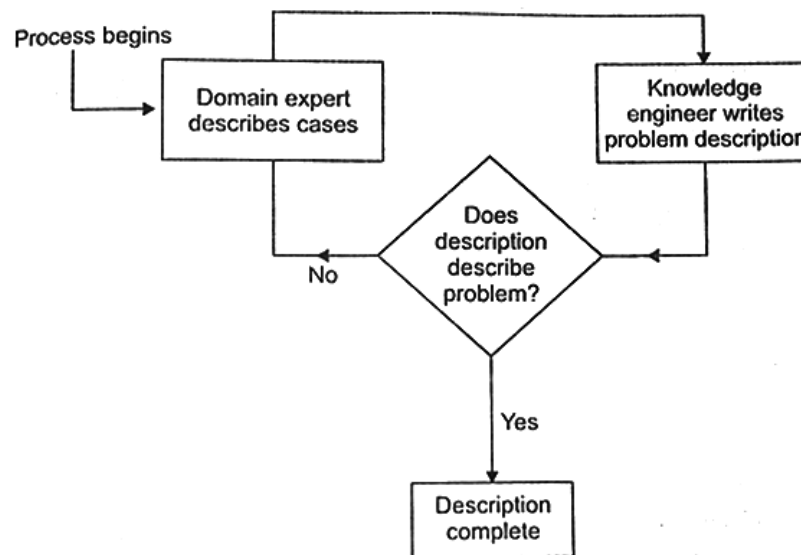 Process begins
Domain expert
describes cases
Knowledge
engineer writes
problem description
Does
description
describe
problem?
No
Yes
Description
complete